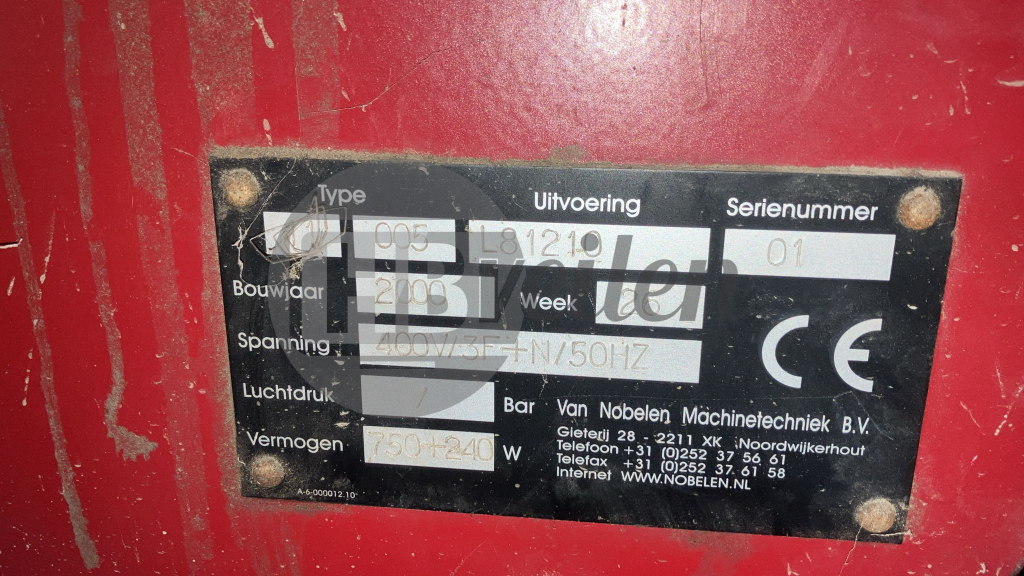 Type Uitvoering Serienummer
005 L81210 01
Bouwjaar 2000 Week 26
Spanning 400V/3F+N/50HZ
Luchtdruk / Bar
Vermogen 750+240 W
Van Nobelen Machinetechniek B.V.
Gieterij 28 - 2211 XK Noordwijkerhout
Telefoon +31 (0)252 37 56 61
Telefax +31 (0)252 37 61 58
Internet www.NOBELEN.NL
CE
A-6-000012.10